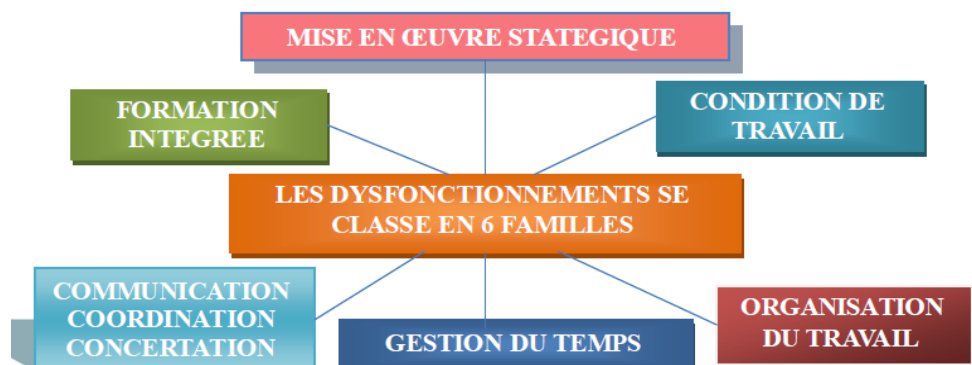 MISE EN ŒUVRE STATEGIQUE
FORMATION
INTEGREE
CONDITION DE
TRAVAIL
LES DYSFONCTIONNEMENTS SE
CLASSE EN 6 FAMILLES
COMMUNICATION
COORDINATION
CONCERTATION
GESTION DU TEMPS
ORGANISATION
DU TRAVAIL